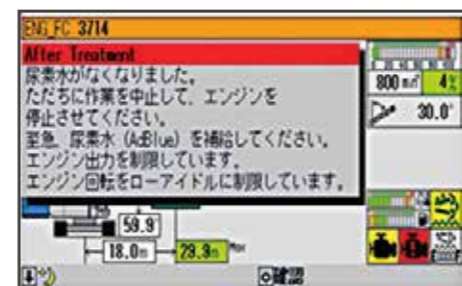 ENG_FC 3714
After Treatment
尿素水がなくなりました。
ただちに作業を中止して、エンジンを
停止させてください。
至急、尿素水（AdBlue）を補給してください。
エンジン出力を制限しています。
エンジン回転をローアイドルに制限しています。
800 min 4%
30.0°
59.9
18.0m 29.3m Max
確認